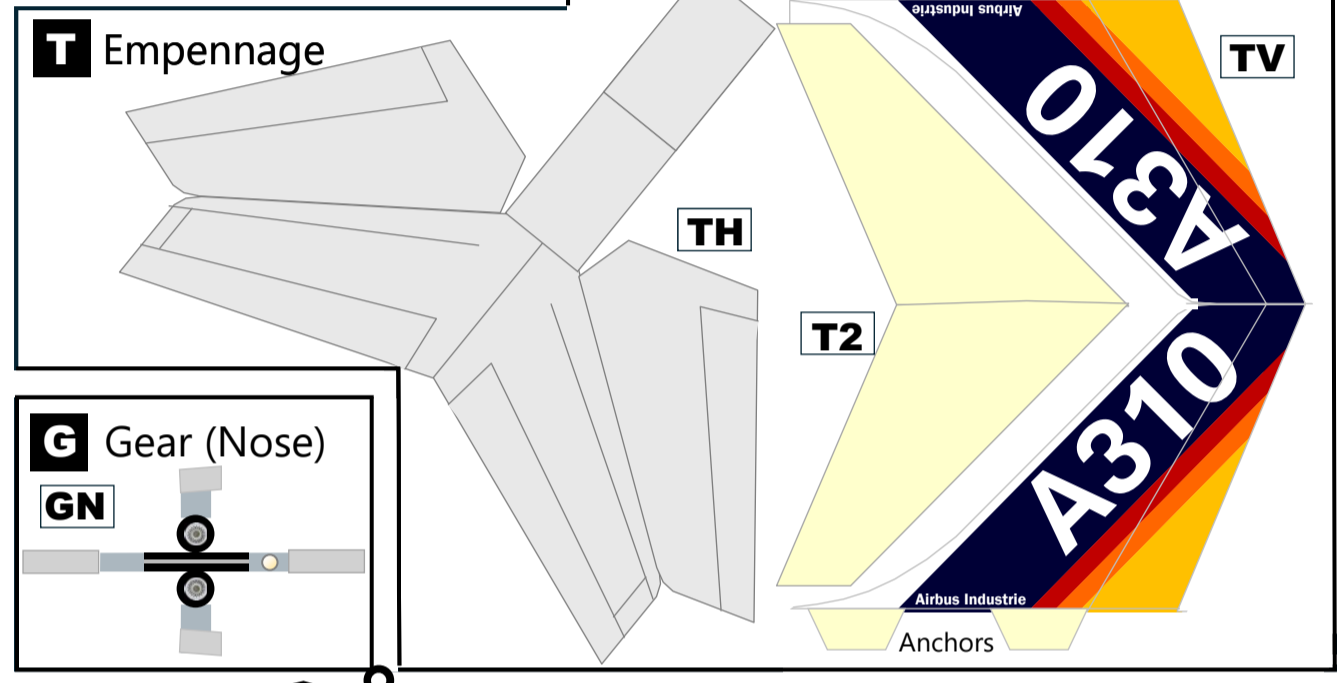 T Empennage
Airbus Industrie
TV
A310
TH
T2
A310
G Gear (Nose)
GN
Airbus Industrie
Anchors